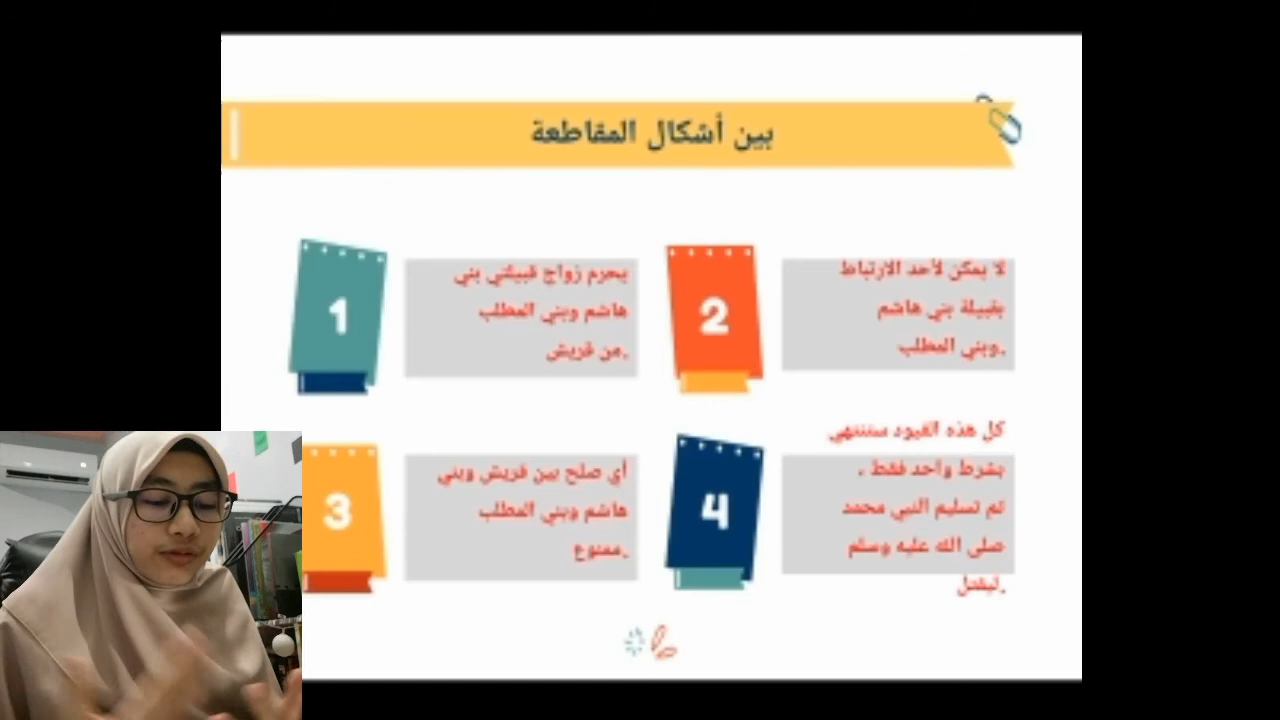 بين أشكال المقاطعة
1
يحرم زواج قبيلتي بني
هاشم وبني المطلب
من قريش.
2
لا يمكن لأحد الارتباط
بقبيلة بني هاشم
وبني المطلب.
3
أي صلح بين قريش وبني
هاشم وبني المطلب
ممنوع.
4
كل هذه القيود ستنتهي
بشرط واحد فقط ،
تم تسليم النبي محمد
صلى الله عليه وسلم
ليقتل.